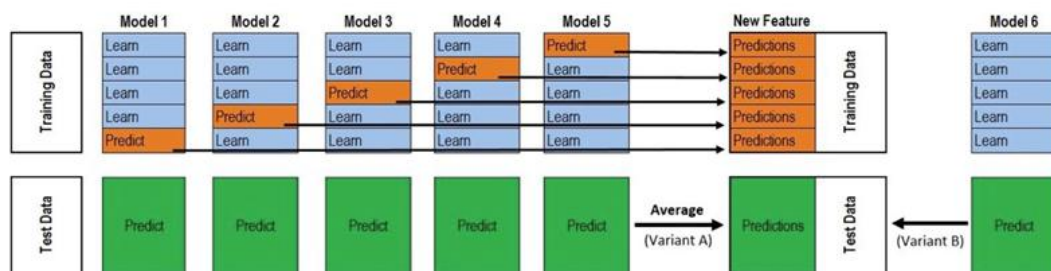 Model 1 Model 2 Model 3 Model 4 Model 5 New Feature Model 6
Learn Learn Learn Learn Predict Predictions Learn
Learn Learn Learn Predict Learn Predictions Learn
Learn Learn Predict Learn Learn Predictions Learn
Learn Predict Learn Learn Learn Predictions Learn
Predict Learn Learn Learn Learn Predictions Learn
Training Data
Training Data
Test Data Predict Predict Predict Predict Predict Predictions Test Data Predict
Average
(Variant A) (Variant B)